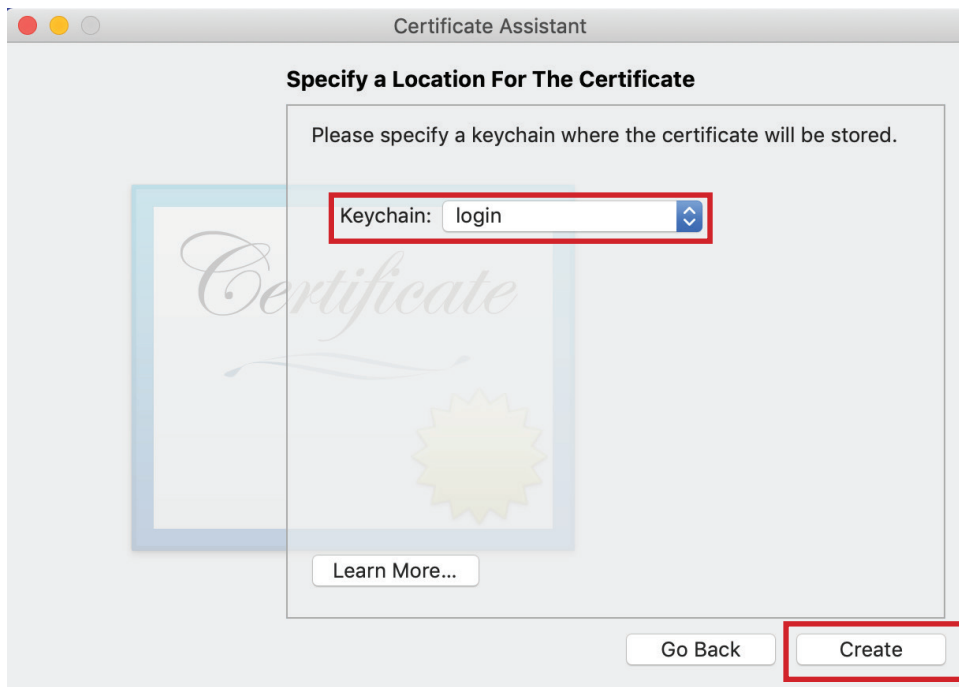 Certificate Assistant
Specify a Location For The Certificate
Please specify a keychain where the certificate will be stored.
Keychain: login
Certificate
Learn More...
Go Back Create